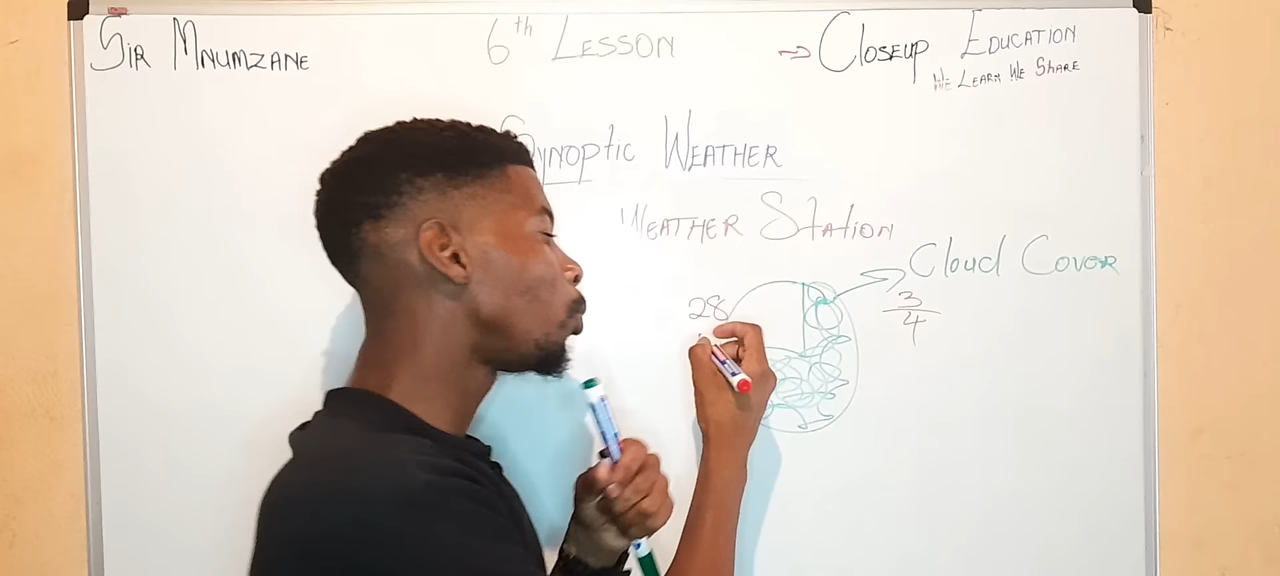 Sir Mnumzane
6th Lesson
→ Closeup Education
We Learn We Share
Synoptic Weather
Weather Station
Cloud Cover
28
3
4